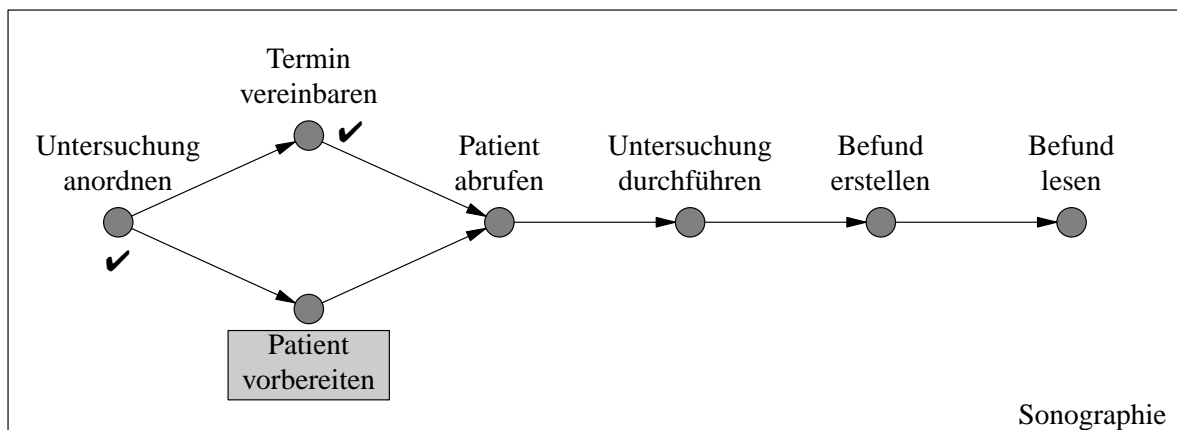 Termin
vereinbaren
Untersuchung
anordnen
Patient
abrufen
Untersuchung
durchführen
Befund
erstellen
Befund
lesen
Patient
vorbereiten
Sonographie